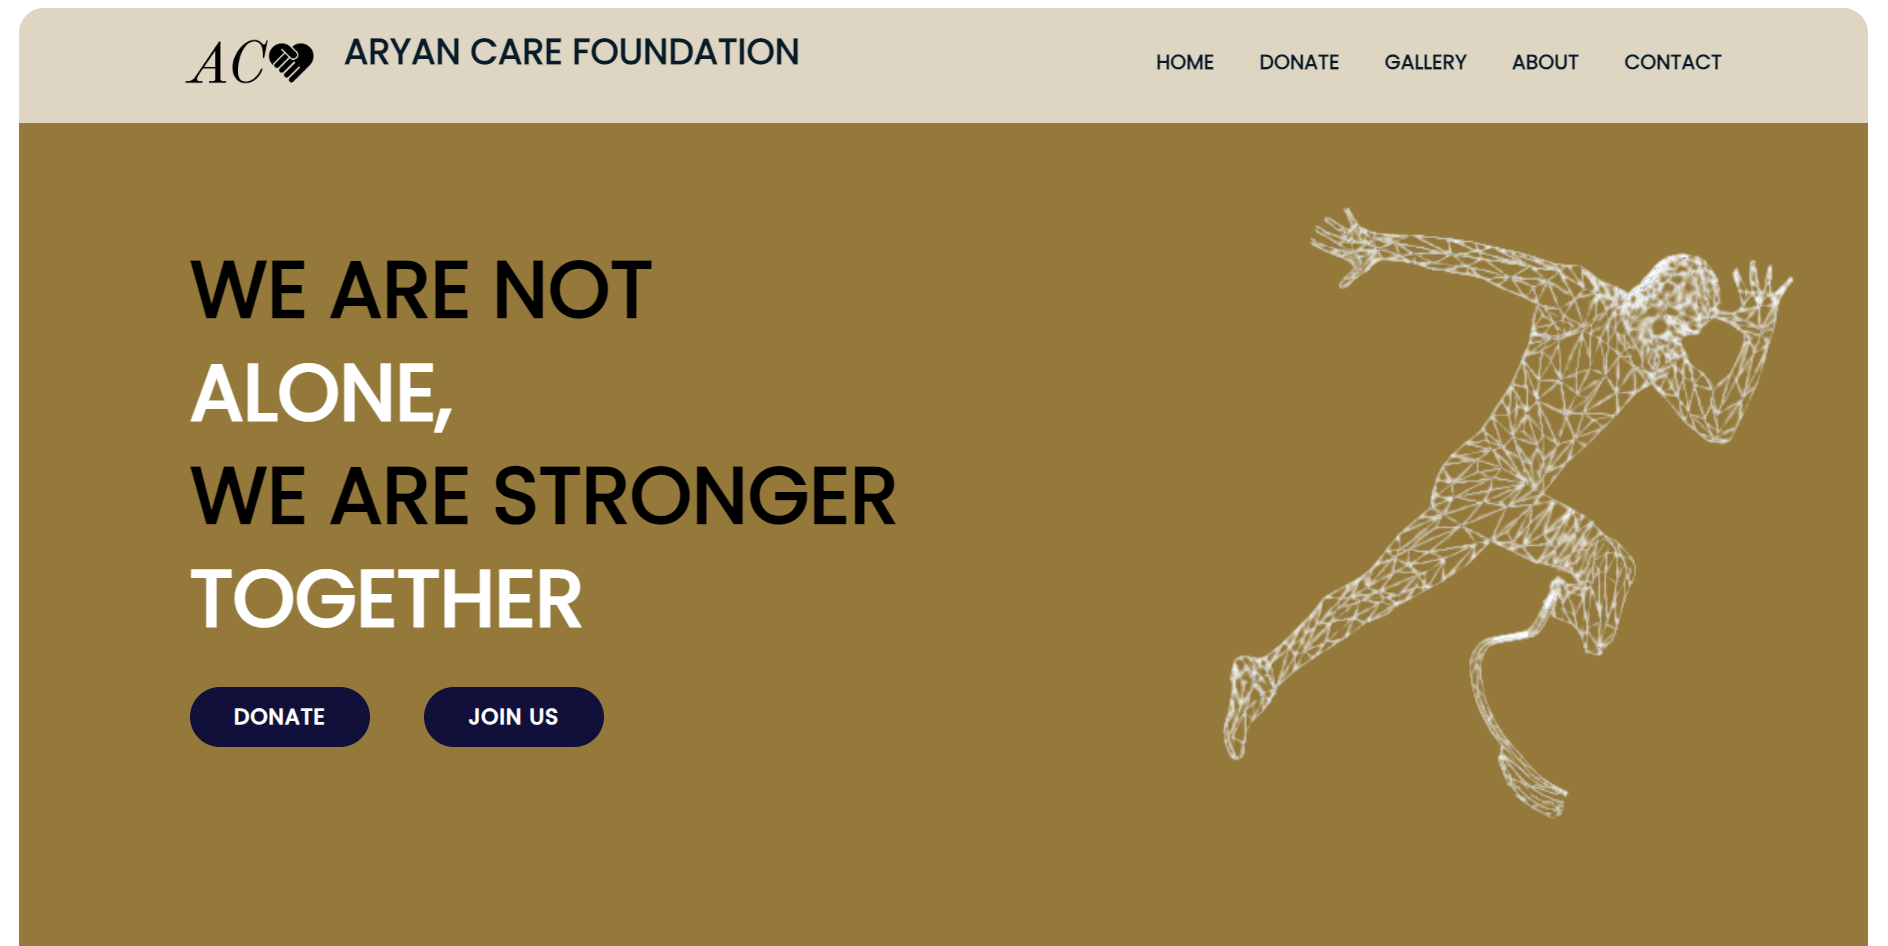 AC
ARYAN CARE FOUNDATION
HOME DONATE GALLERY ABOUT CONTACT
WE ARE NOT
ALONE,
WE ARE STRONGER
TOGETHER
DONATE JOIN US